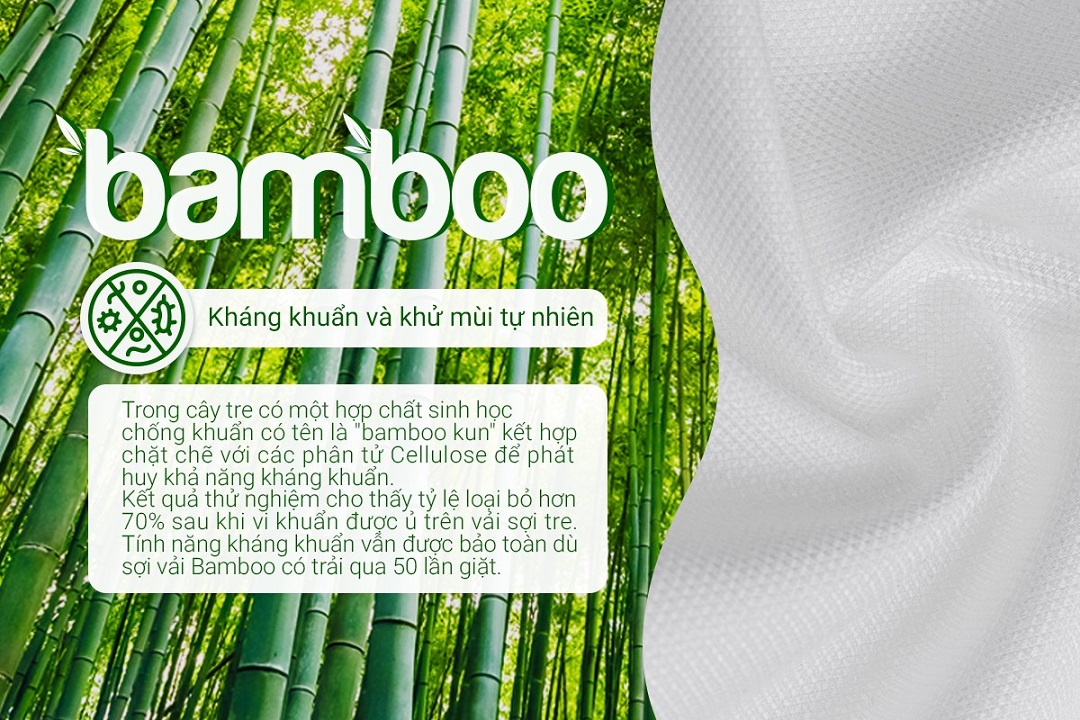 bamboo
Kháng khuẩn và khử mùi tự nhiên
Trong cây tre có một hợp chất sinh học
chống khuẩn có tên là "bamboo kun" kết hợp
chặt chẽ với các phân tử Cellulose để phát
huy khả năng kháng khuẩn.
Kết quả thử nghiệm cho thấy tỷ lệ loại bỏ hơn
70% sau khi vi khuẩn được ủ trên vải sợi tre.
Tính năng kháng khuẩn vẫn được bảo toàn dù
sợi vải Bamboo có trải qua 50 lần giặt.